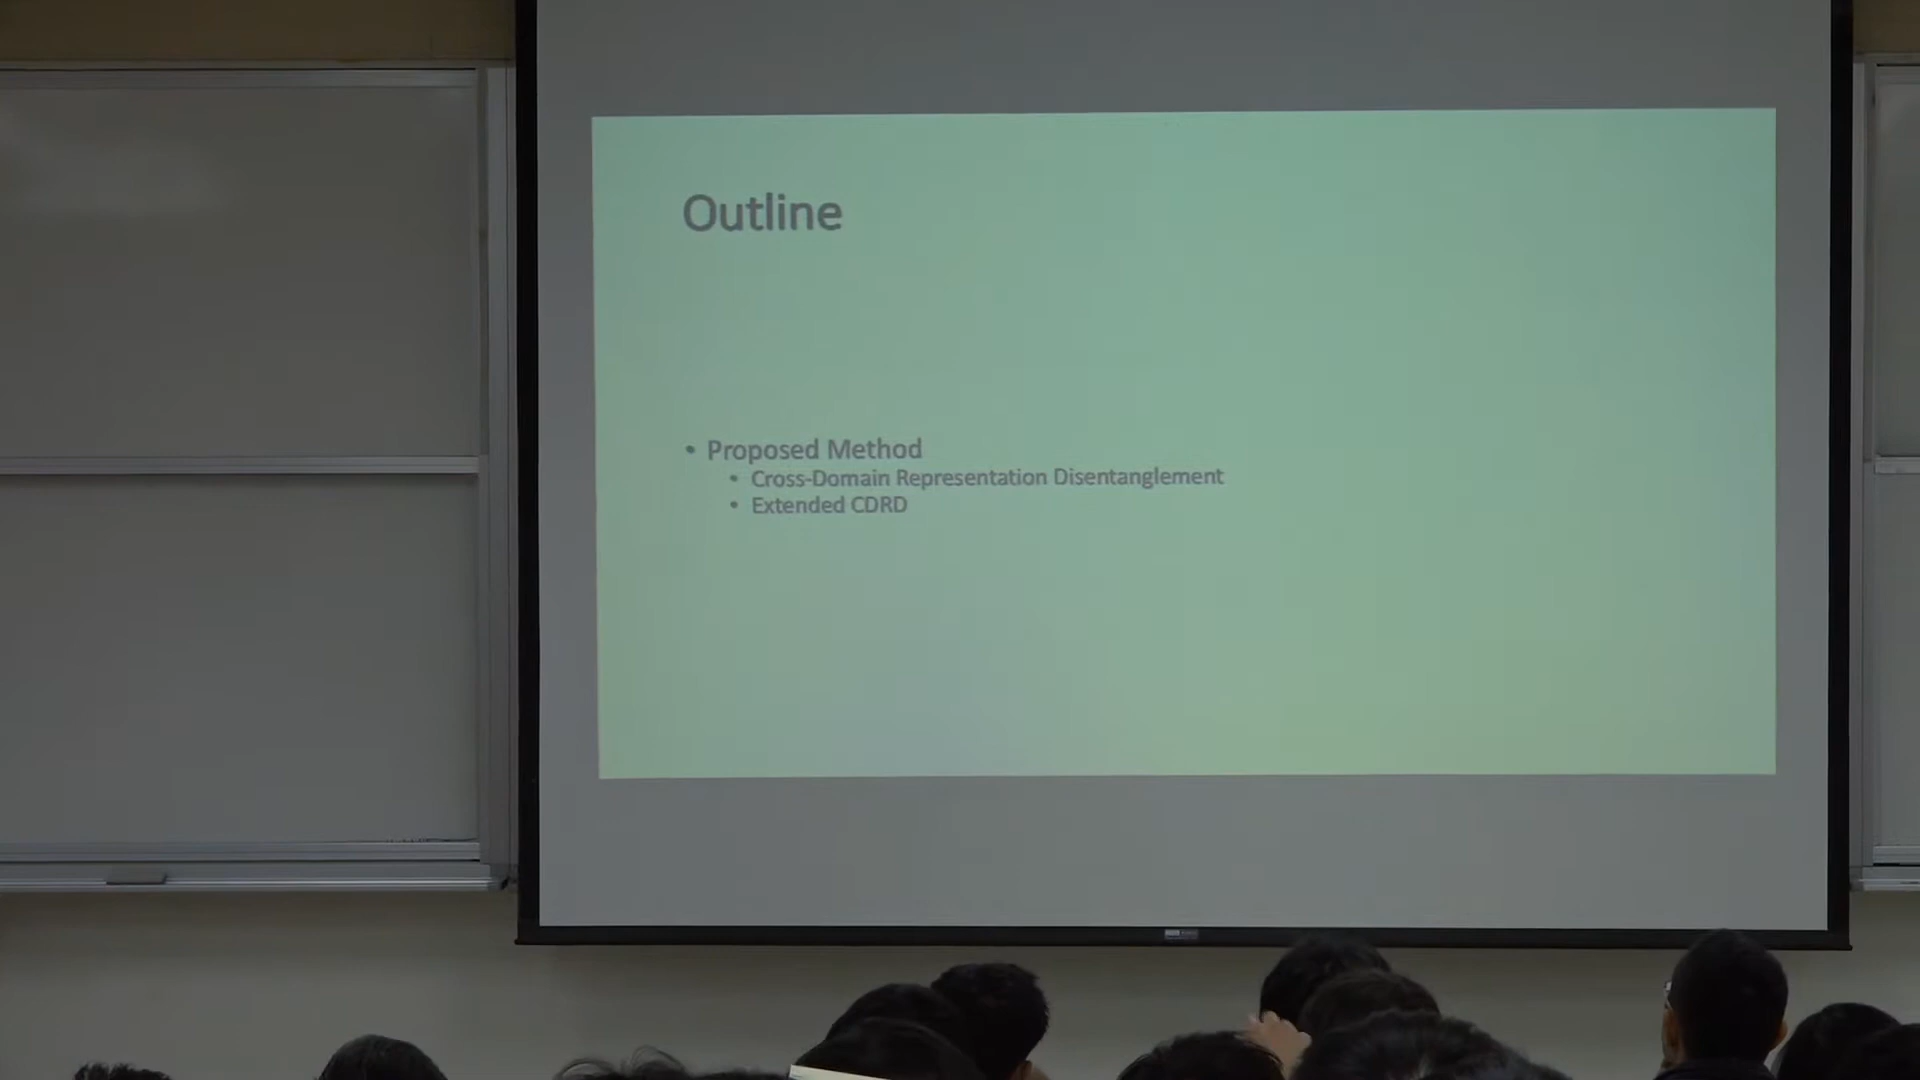 Outline
• Proposed Method
• Cross-Domain Representation Disentanglement
• Extended CDRD